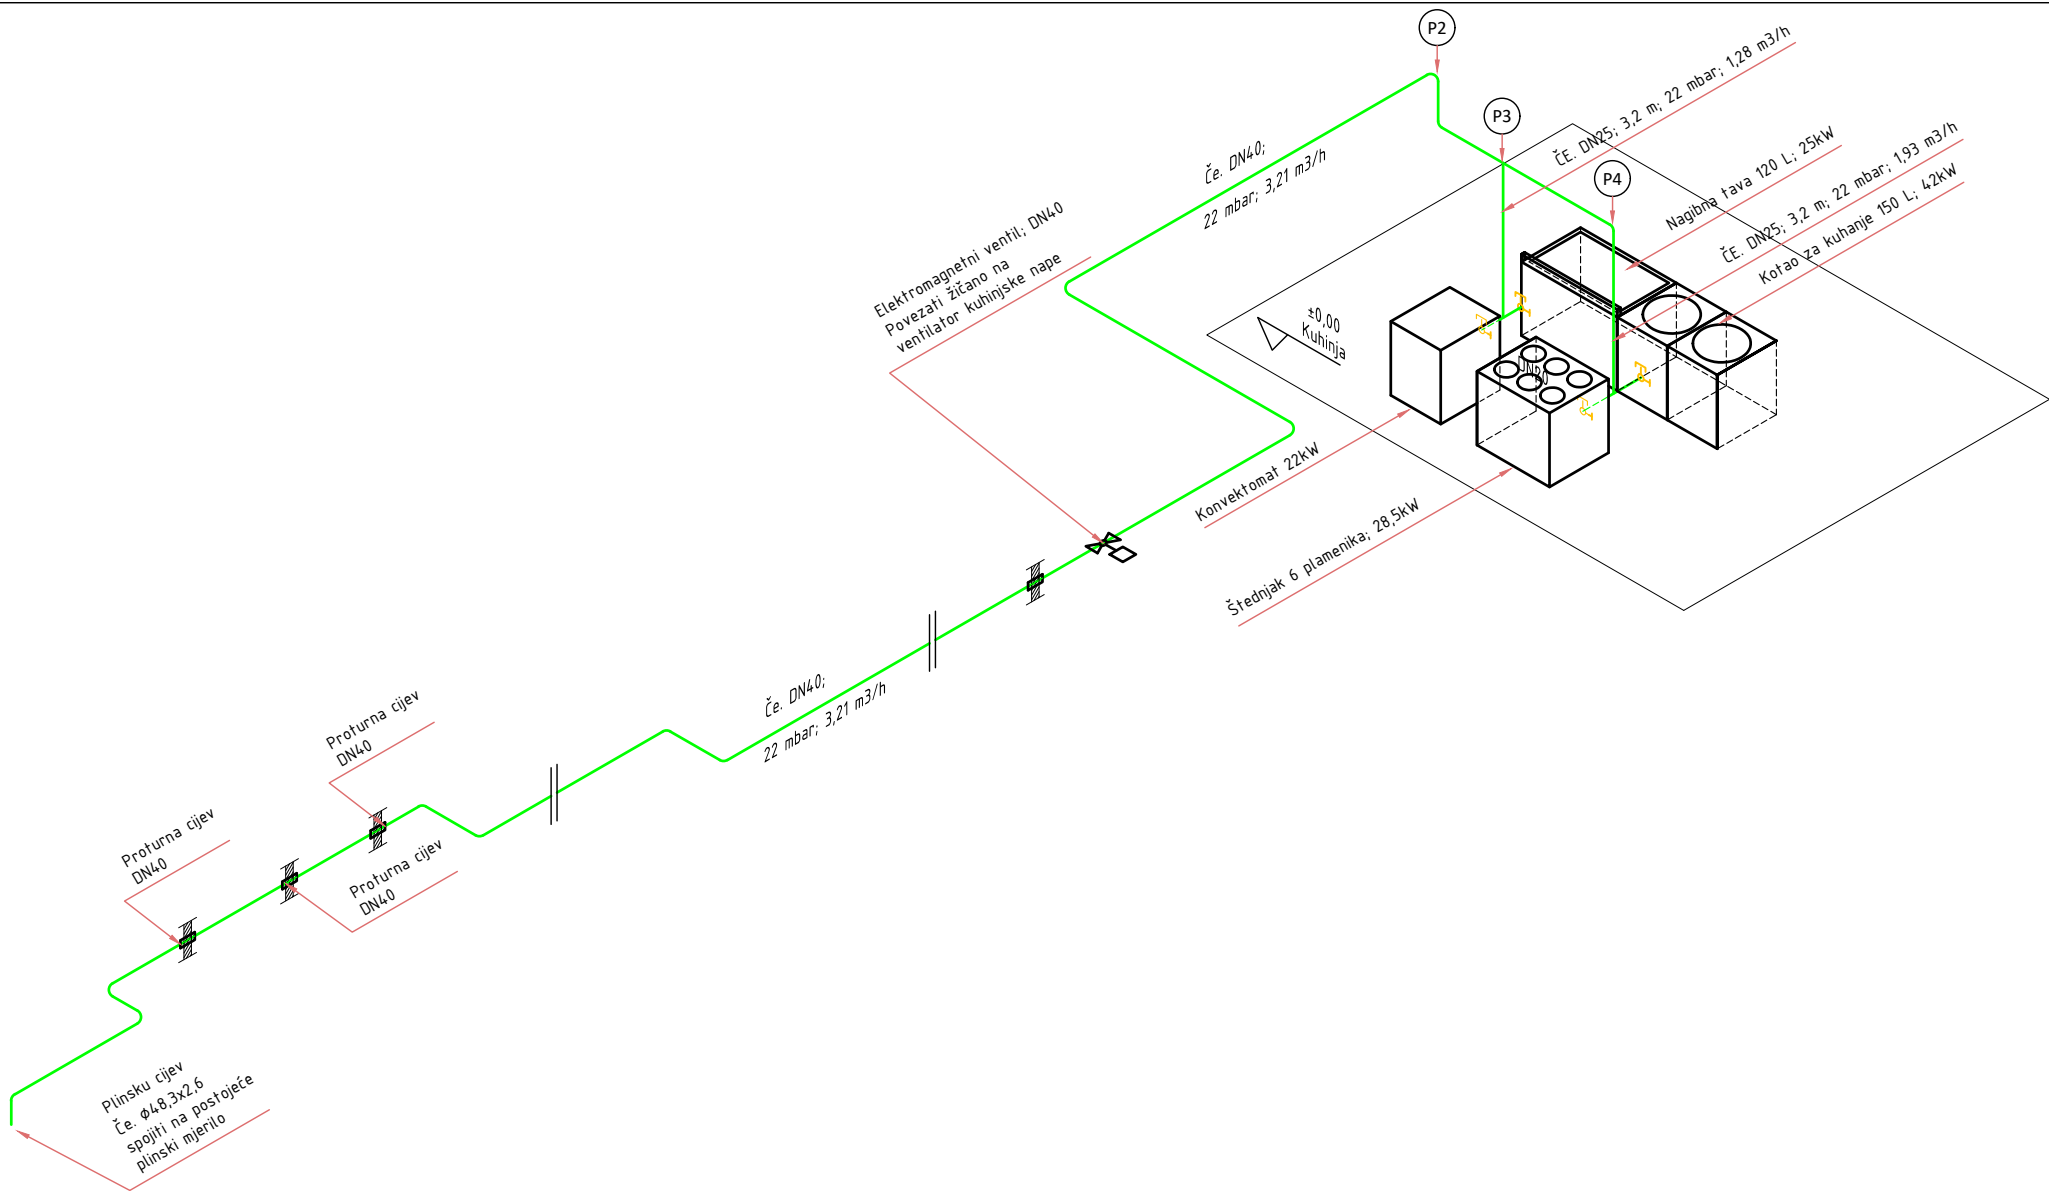 P2
P3
P4
ČE. DN25; 3,2 m; 22 mbar; 1,28 m3/h
Nagibna tava 120 L; 25kW
ČE. DN25; 3,2 m; 22 mbar; 1,93 m3/h
Kotao za kuhanje 150 L; 42kW
Če. DN40;
22 mbar; 3,21 m3/h
Elektromagnetni ventil; DN40
Povezati žičano na
ventilator kuhinjske nape
±0,00
Kuhinja
DN20
Konvektomat 22kW
Štednjak 6 plamenika; 28,5kW
Če. DN40;
22 mbar; 3,21 m3/h
Proturna cijev
DN40
Proturna cijev
DN40
Proturna cijev
DN40
Plinsku cijev
Če. ϕ48,3x2,6
spojiti na postojeće
plinski mjerilo